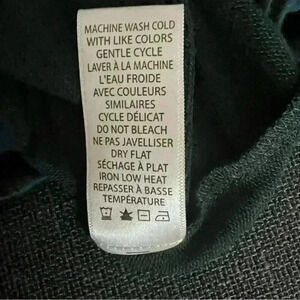 MACHINE WASH COLD
WITH LIKE COLORS
GENTLE CYCLE
LAVER À LA MACHINE
L'EAU FROIDE
AVEC COULEURS
SIMILAIRES
CYCLE DÉLICAT
DO NOT BLEACH
NE PAS JAVELLISER
DRY FLAT
SÉCHAGE À PLAT
IRON LOW HEAT
REPASSER À BASSE
TEMPÉRATURE